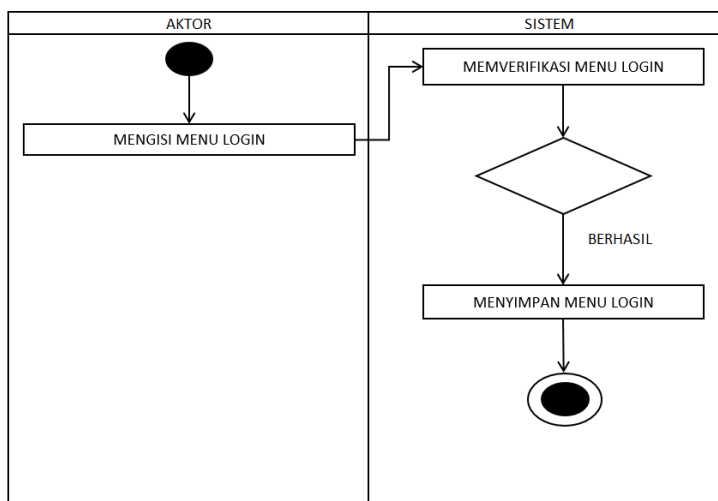 AKTOR
SISTEM
MEMVERIFIKASI MENU LOGIN
MENGISI MENU LOGIN
BERHASIL
MENYIMPAN MENU LOGIN